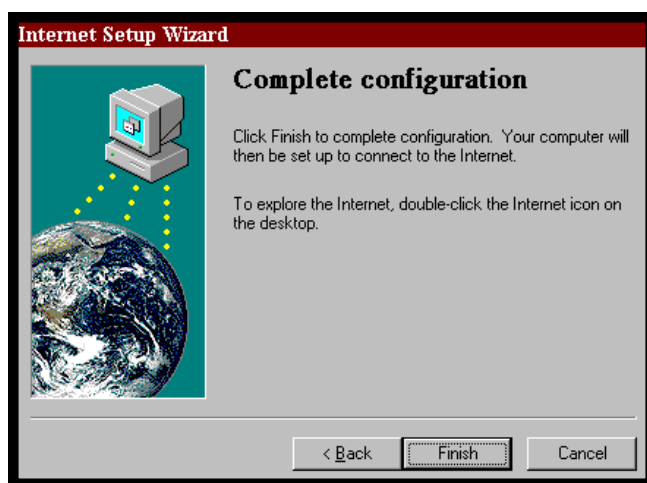 Internet Setup Wizard
Complete configuration
Click Finish to complete configuration.  Your computer will
then be set up to connect to the Internet.
To explore the Internet, double-click the Internet icon on
the desktop.
< Back
Finish
Cancel